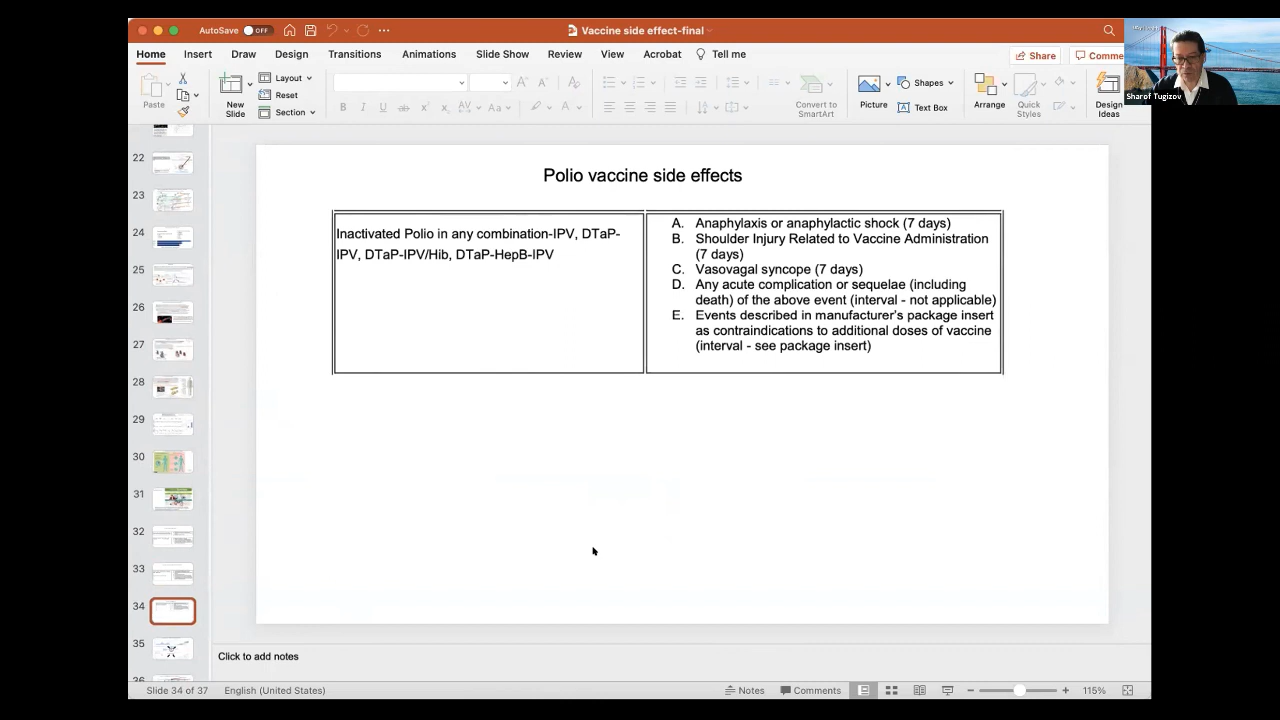 AutoSave OFF
Vaccine side effect-final
Home Insert Draw Design Transitions Animations Slide Show Review View Acrobat Tell me
Share Comme
Sharof Tugizov
Paste
New
Slide
Layout
Reset
Section
B I U ab
Convert to
SmartArt
Picture
Shapes
Text Box
Arrange
Quick
Styles
Design
Ideas
22
23
24
25
26
27
28
29
30
31
32
33
34
35
36
Polio vaccine side effects
Inactivated Polio in any combination-IPV, DTaP-
IPV, DTaP-IPV/Hib, DTaP-HepB-IPV
A. Anaphylaxis or anaphylactic shock (7 days)
B. Shoulder Injury Related to Vaccine Administration
(7 days)
C. Vasovagal syncope (7 days)
D. Any acute complication or sequelae (including
death) of the above event (interval - not applicable)
E. Events described in manufacturer's package insert
as contraindications to additional doses of vaccine
(interval - see package insert)
Click to add notes
Slide 34 of 37 English (United States) Notes Comments 115%